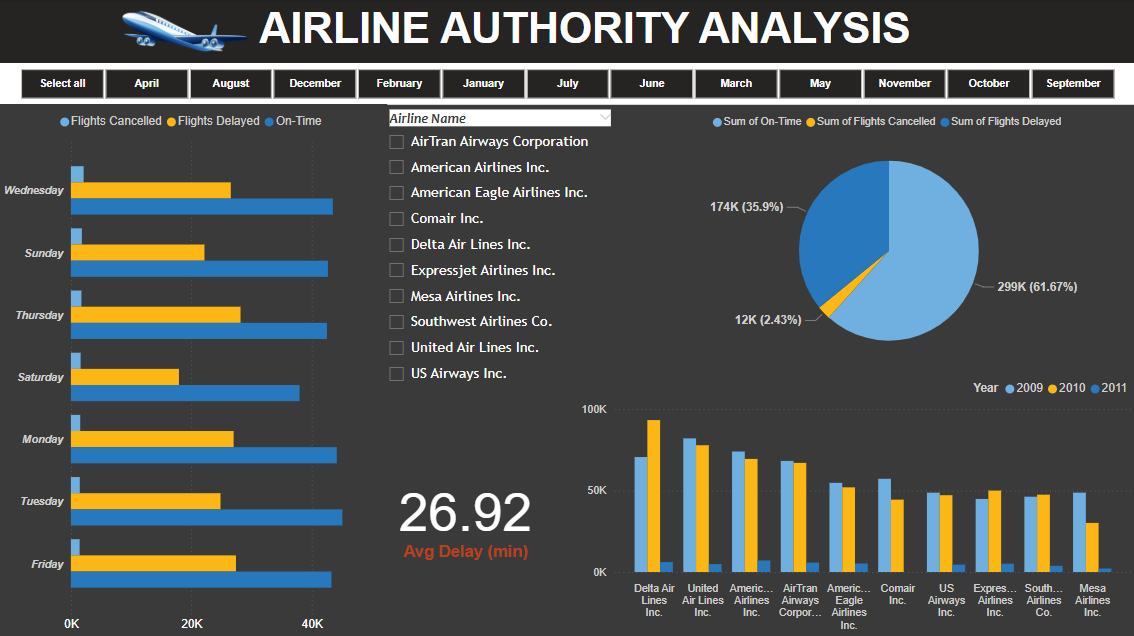 AIRLINE AUTHORITY ANALYSIS
Select all April August December February January July June March May November October September
Flights Cancelled Flights Delayed On-Time
Wednesday
Sunday
Thursday
Saturday
Monday
Tuesday
Friday
0K 20K 40K
Airline Name
AirTran Airways Corporation
American Airlines Inc.
American Eagle Airlines Inc.
Comair Inc.
Delta Air Lines Inc.
Expressjet Airlines Inc.
Mesa Airlines Inc.
Southwest Airlines Co.
United Air Lines Inc.
US Airways Inc.
26.92
Avg Delay (min)
Sum of On-Time Sum of Flights Cancelled Sum of Flights Delayed
174K (35.9%)
299K (61.67%)
12K (2.43%)
Year 2009 2010 2011
100K
50K
0K
Delta Air
Lines
Inc.
United
Air Lines
Inc.
Americ...
Airlines
Inc.
AirTran
Airways
Corpor...
Americ...
Eagle
Airlines
Inc.
Comair
Inc.
US
Airways
Inc.
Expres...
Airlines
Inc.
South...
Airlines
Co.
Mesa
Airlines
Inc.